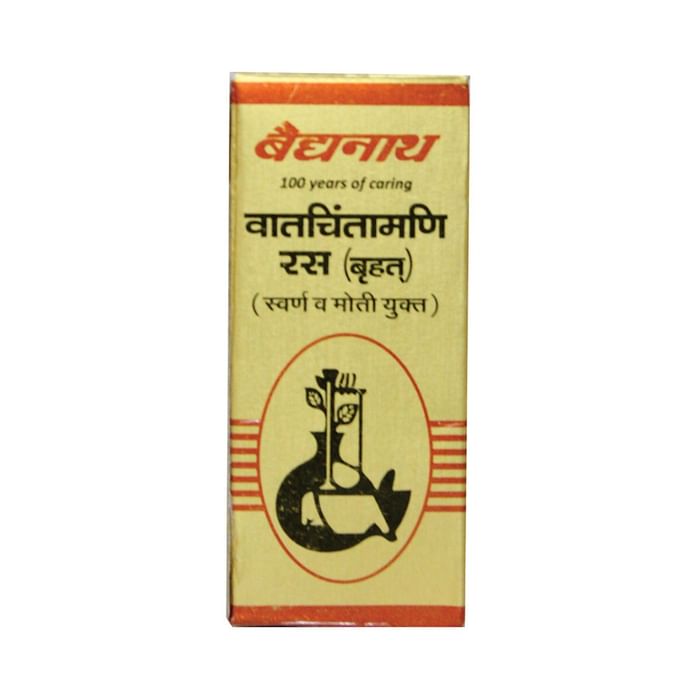 बैद्यनाथ
100 years of caring
वातचिंतामणि
रस (बृहत्)
(स्वर्ण व मोती युक्त)